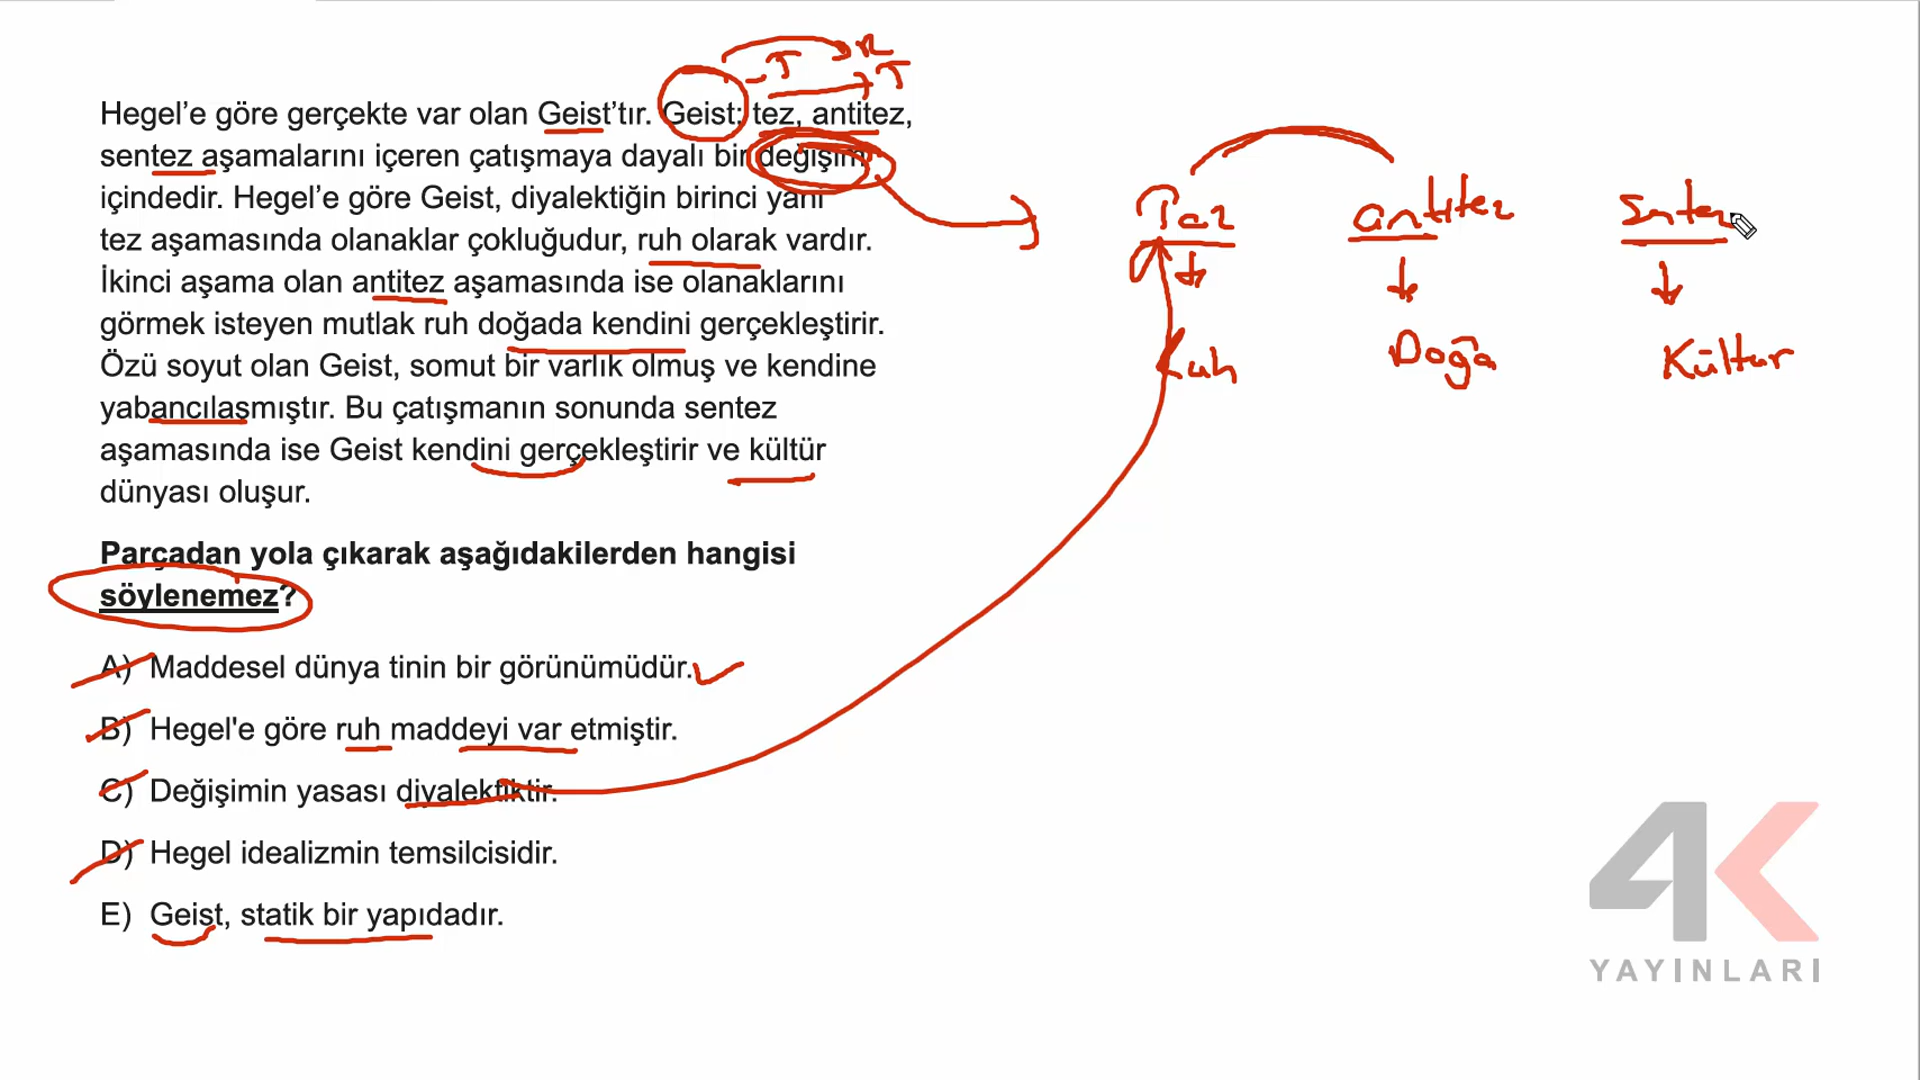 Hegel’e göre gerçekte var olan Geist’tır. Geist; tez, antitez,
sentez aşamalarını içeren çatışmaya dayalı bir değişim
içindedir. Hegel’e göre Geist, diyalektiğin birinci yani
tez aşamasında olanaklar çokluğudur, ruh olarak vardır.
İkinci aşama olan antitez aşamasında ise olanaklarını
görmek isteyen mutlak ruh doğada kendini gerçekleştirir.
Özü soyut olan Geist, somut bir varlık olmuş ve kendine
yabancılaşmıştır. Bu çatışmanın sonunda sentez
aşamasında ise Geist kendini gerçekleştirir ve kültür
dünyası oluşur.
Parçadan yola çıkarak aşağıdakilerden hangisi
söylenemez?
A) Maddesel dünya tinin bir görünümüdür.
B) Hegel'e göre ruh maddeyi var etmiştir.
C) Değişimin yasası diyalektiktir.
D) Hegel idealizmin temsilcisidir.
E) Geist, statik bir yapıdadır.
Tez antitez Sntez
Ruh Doğa Kültür
4K
YAYINLARI